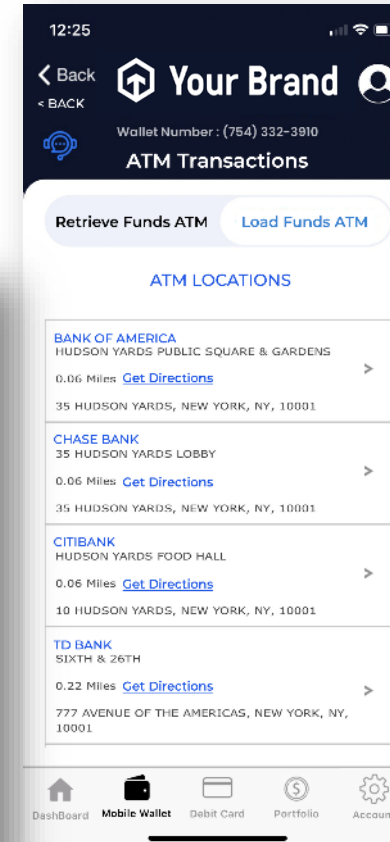 12:25
Back
Your Brand
< BACK
Wallet Number : (754) 332-3910
ATM Transactions
Retrieve Funds ATM
Load Funds ATM
ATM LOCATIONS
BANK OF AMERICA
HUDSON YARDS PUBLIC SQUARE & GARDENS
0.06 Miles Get Directions
35 HUDSON YARDS, NEW YORK, NY, 10001
CHASE BANK
35 HUDSON YARDS LOBBY
0.06 Miles Get Directions
35 HUDSON YARDS, NEW YORK, NY, 10001
CITIBANK
HUDSON YARDS FOOD HALL
0.06 Miles Get Directions
10 HUDSON YARDS, NEW YORK, NY, 10001
TD BANK
SIXTH & 26TH
0.22 Miles Get Directions
777 AVENUE OF THE AMERICAS, NEW YORK, NY,
10001
DashBoard Mobile Wallet Debit Card Portfolio Accoun